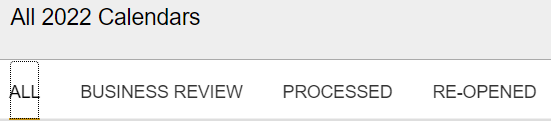 All 2022 Calendars
ALL BUSINESS REVIEW PROCESSED RE-OPENED